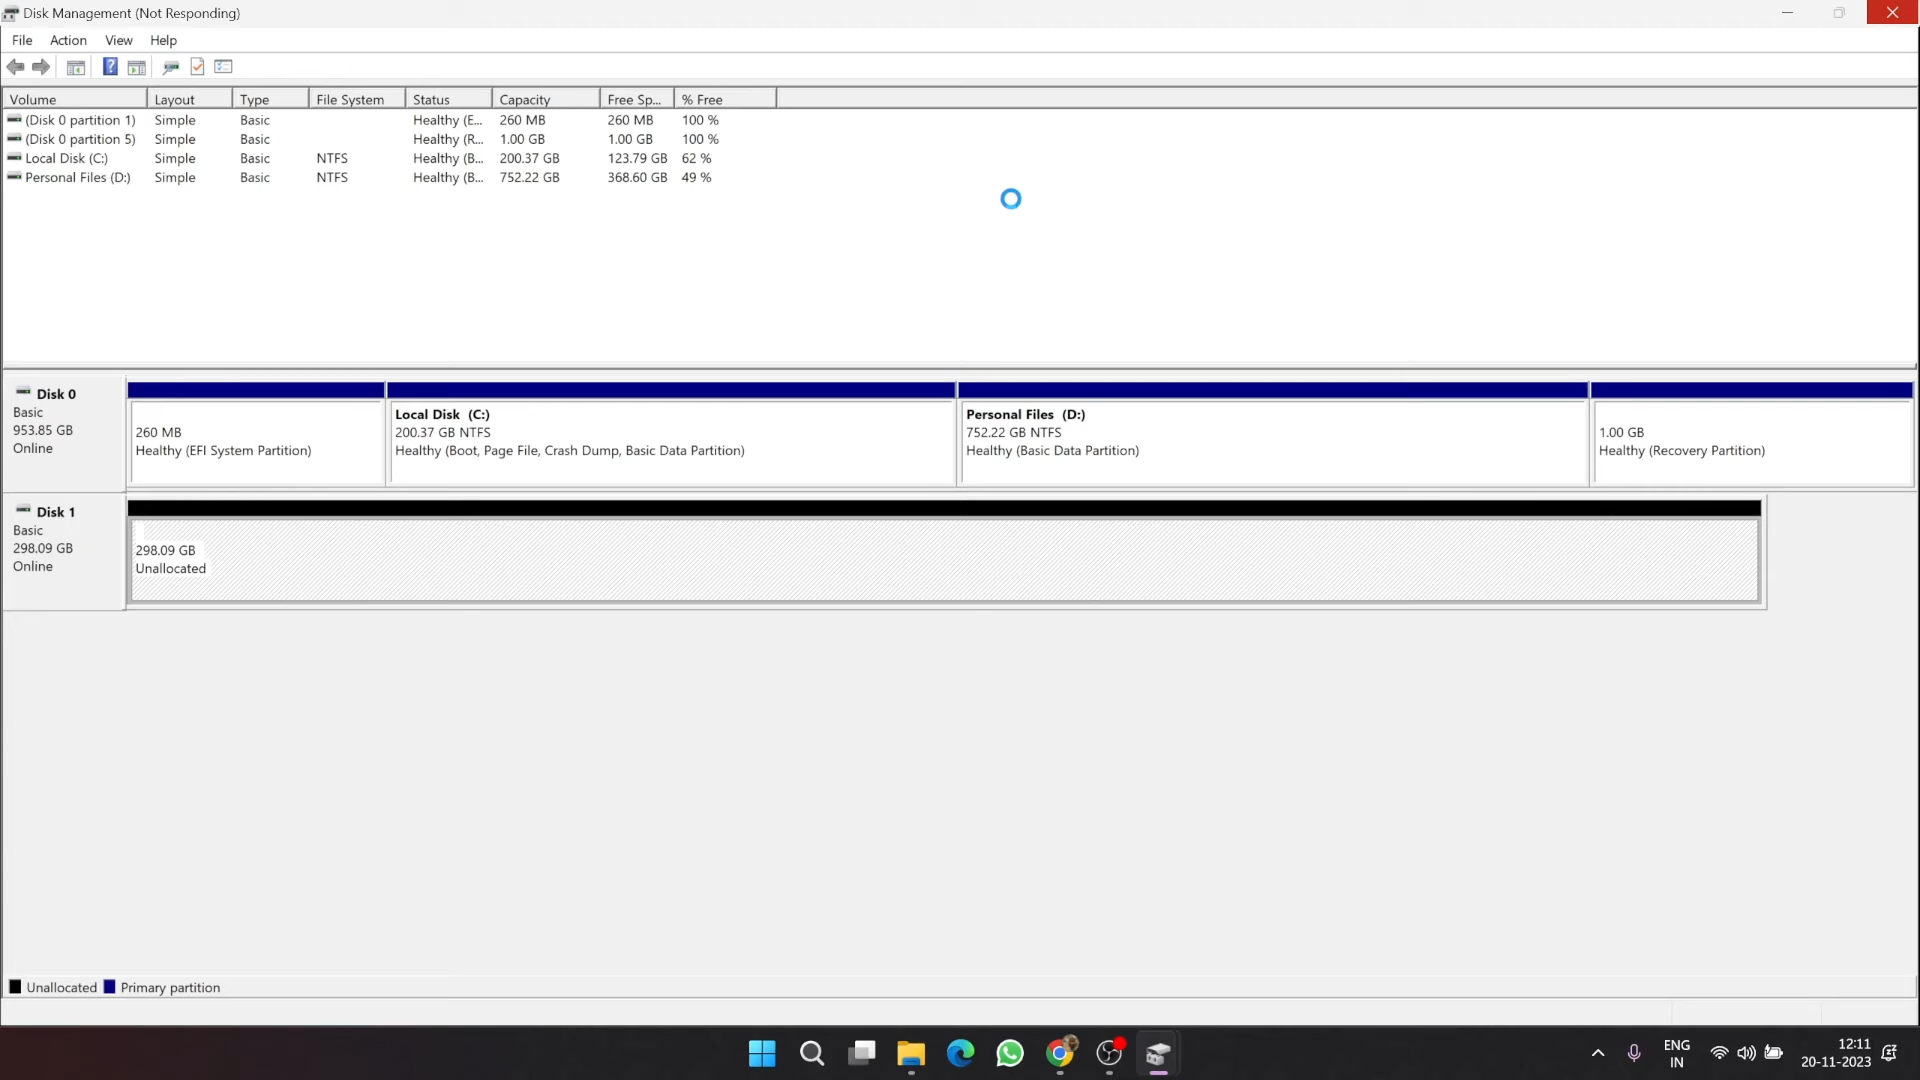 Disk Management (Not Responding)
File Action View Help
Volume Layout Type File System Status Capacity Free Sp... % Free
(Disk 0 partition 1) Simple Basic Healthy (E... 260 MB 260 MB 100 %
(Disk 0 partition 5) Simple Basic Healthy (R... 1.00 GB 1.00 GB 100 %
Local Disk (C:) Simple Basic NTFS Healthy (B... 200.37 GB 123.79 GB 62 %
Personal Files (D:) Simple Basic NTFS Healthy (B... 752.22 GB 368.60 GB 49 %
Disk 0
Basic
953.85 GB
Online
260 MB
Healthy (EFI System Partition)
Local Disk (C:)
200.37 GB NTFS
Healthy (Boot, Page File, Crash Dump, Basic Data Partition)
Personal Files (D:)
752.22 GB NTFS
Healthy (Basic Data Partition)
1.00 GB
Healthy (Recovery Partition)
Disk 1
Basic
298.09 GB
Online
298.09 GB
Unallocated
Unallocated Primary partition
ENG
IN
12:11
20-11-2023